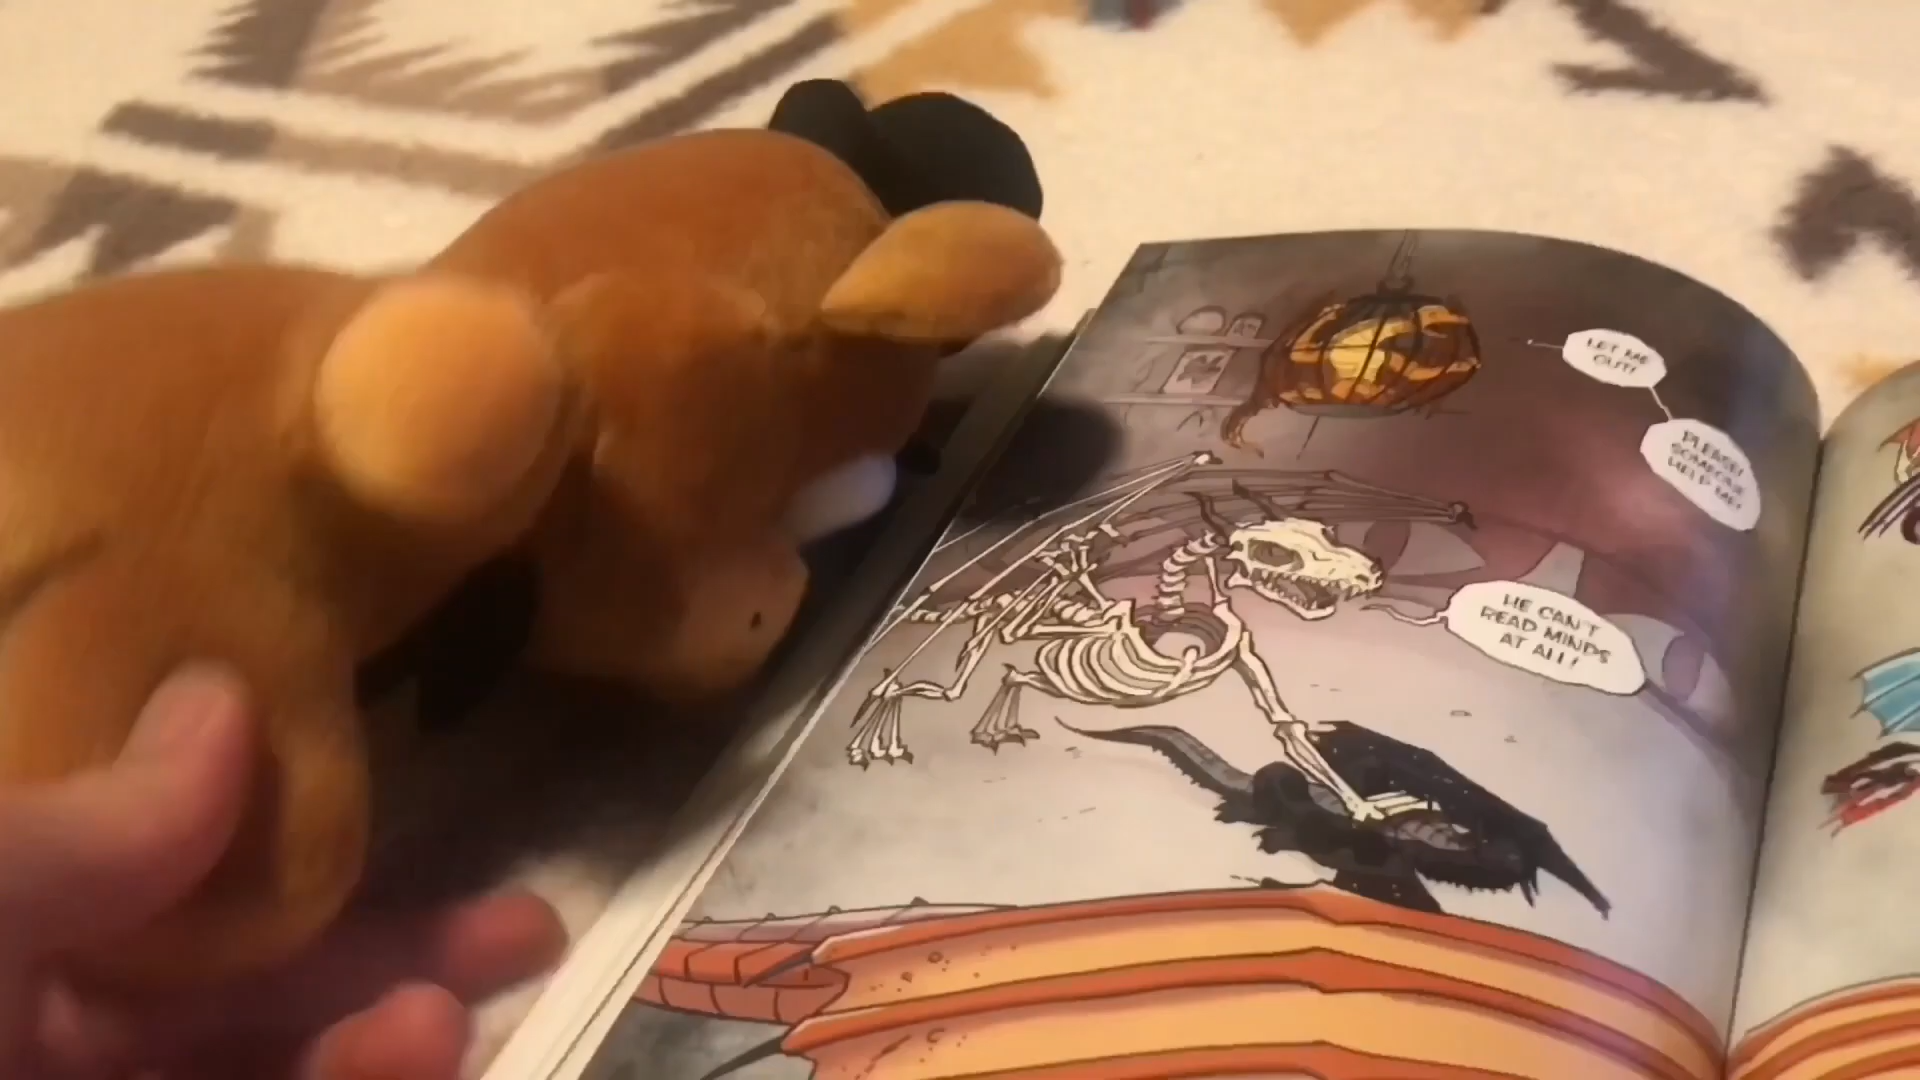 LET ME
OUT!
PLEASE!
SOMEONE
HELP ME!
HE CAN'T
READ MINDS
AT ALL!